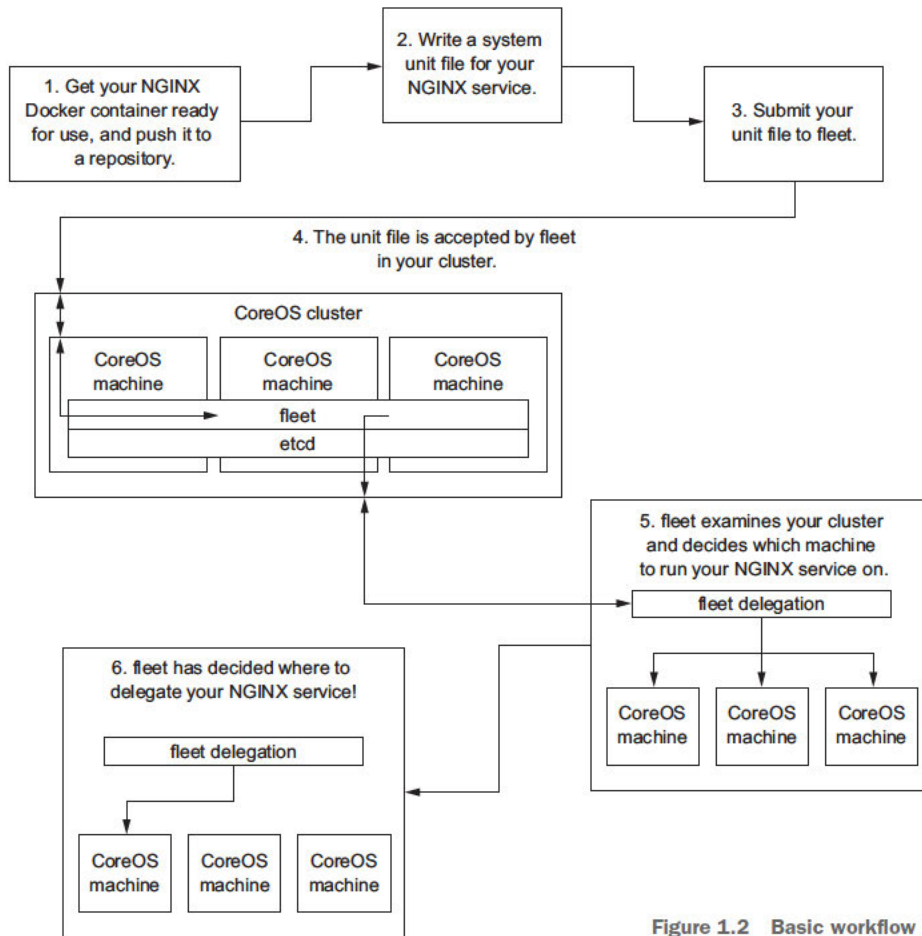 1. Get your NGINX
Docker container ready
for use, and push it to
a repository.
2. Write a system
unit file for your
NGINX service.
3. Submit your
unit file to fleet.
4. The unit file is accepted by fleet
in your cluster.
CoreOS cluster
CoreOS
machine
CoreOS
machine
CoreOS
machine
fleet
etcd
5. fleet examines your cluster
and decides which machine
to run your NGINX service on.
fleet delegation
CoreOS
machine
CoreOS
machine
CoreOS
machine
6. fleet has decided where to
delegate your NGINX service!
fleet delegation
CoreOS
machine
CoreOS
machine
CoreOS
machine
Figure 1.2 Basic workflow